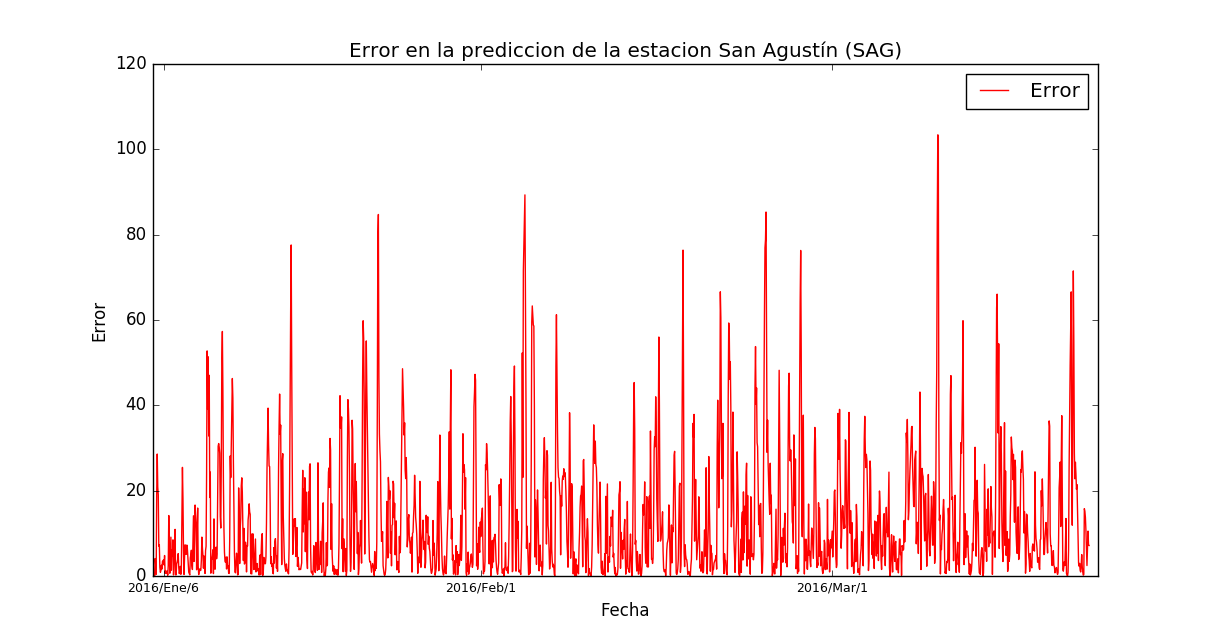 Error en la prediccion de la estacion San Agustín (SAG)
120
Error
100
80
60
Error
40
20
0
2016/Ene/6 2016/Feb/1 2016/Mar/1
Fecha